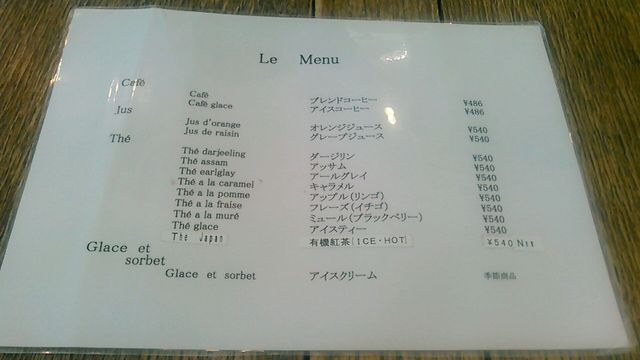 Le Menu
Café
Café ブレンドコーヒー ¥486
Café glace アイスコーヒー ¥486
Jus
Jus d'orange オレンジジュース ¥540
Jus de raisin グレープジュース ¥540
Thé
Thé darjeeling ダージリン ¥540
Thé assam アッサム ¥540
Thé earlglay アールグレイ ¥540
Thé a la caramel キャラメル ¥540
Thé a la pomme アップル(リンゴ) ¥540
Thé a la fraise フレーズ(イチゴ) ¥540
Thé a la muré ミュール(ブラックベリー) ¥540
Thé glace アイスティー ¥540
The Japan 有機紅茶(ICE・HOT) ¥540
Glace et
sorbet
Glace et sorbet アイスクリーム 季節商品